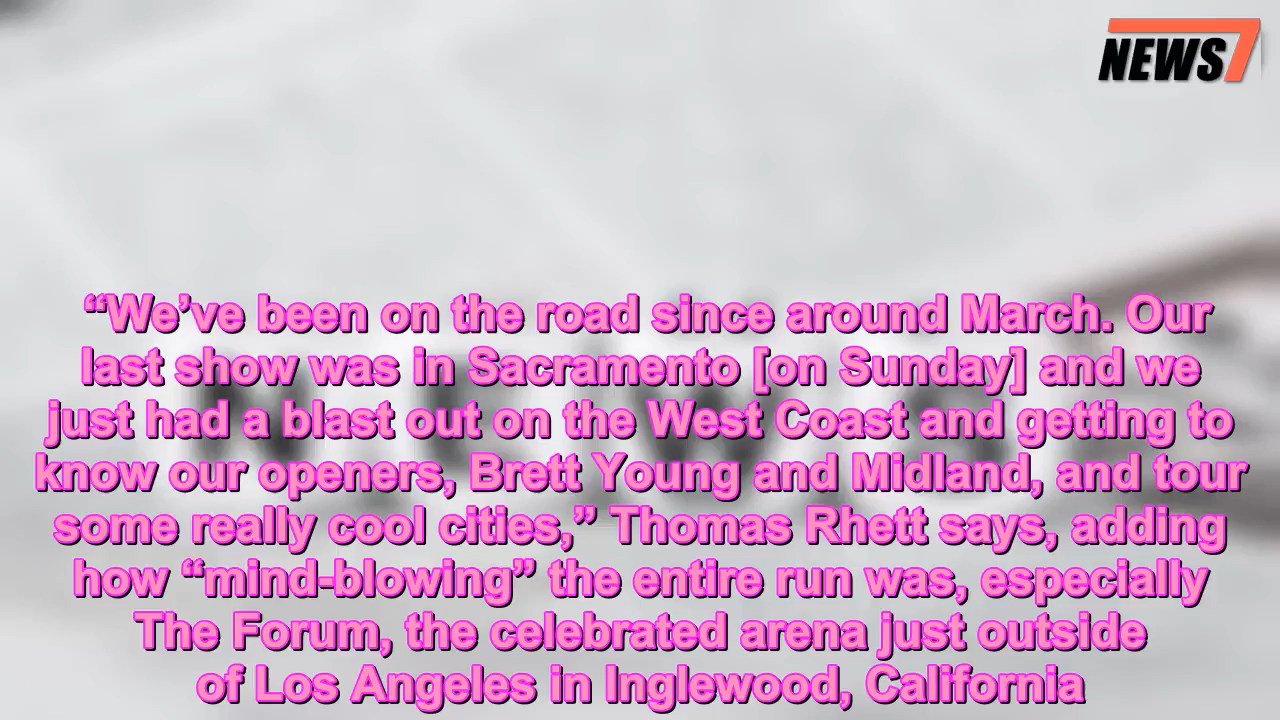 NEWS7
“We’ve been on the road since around March. Our
last show was in Sacramento [on Sunday] and we
just had a blast out on the West Coast and getting to
know our openers, Brett Young and Midland, and tour
some really cool cities,” Thomas Rhett says, adding
how “mind-blowing” the entire run was, especially
The Forum, the celebrated arena just outside
of Los Angeles in Inglewood, California